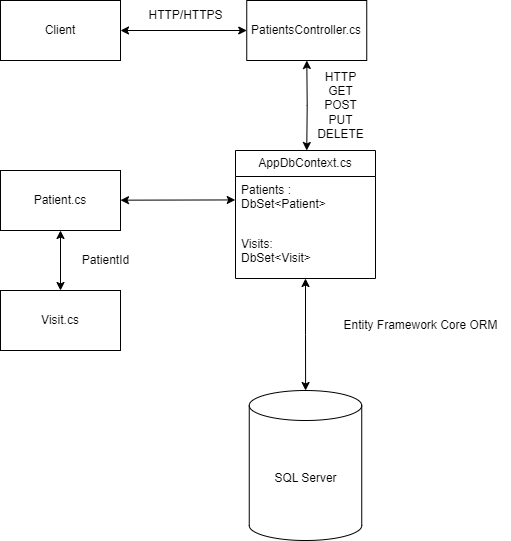 Client
HTTP/HTTPS
PatientsController.cs
HTTP
GET
POST
PUT
DELETE
AppDbContext.cs
Patients :
DbSet<Patient>
Visits:
DbSet<Visit>
Patient.cs
PatientId
Visit.cs
Entity Framework Core ORM
SQL Server